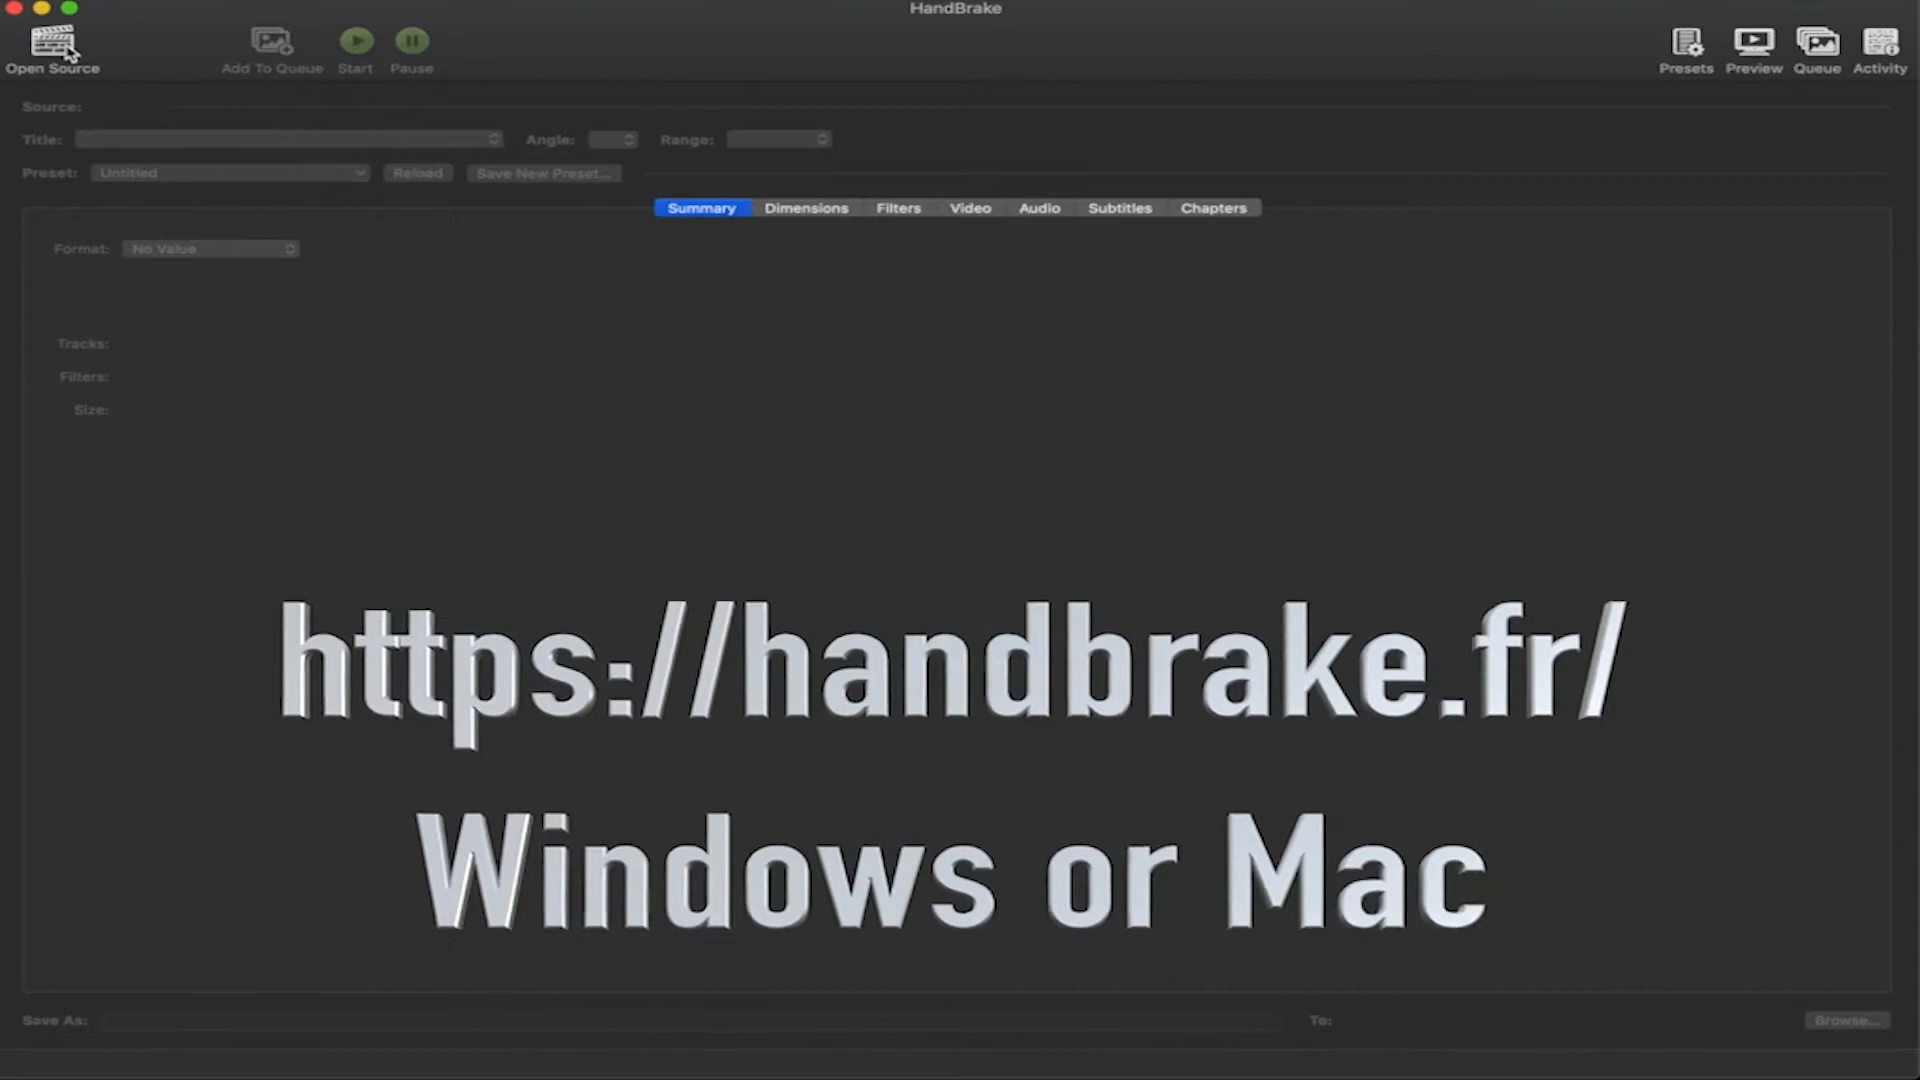 HandBrake
Open Source
Add To Queue
Start
Pause
Presets
Preview
Queue
Activity
Source:
Title:
Angle:
Range:
Preset:
Untitled
Reload
Save New Preset...
Summary
Dimensions
Filters
Video
Audio
Subtitles
Chapters
Format:
No Value
Tracks:
Filters:
Size:
https://handbrake.fr/
Windows or Mac
Save As:
To:
Browse...